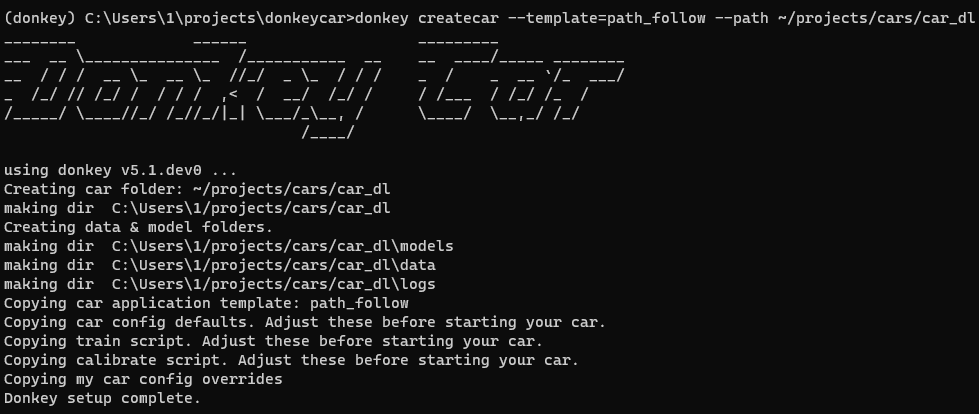 (donkey) C:\Users\1\projects\donkeycar>donkey createcar --template=path_follow --path ~/projects/cars/car_dl
________             ______                   _________
___  __ \_______________  /___________  __    __  ____/_____ ________
__  / / /  __ \_  __ \_  //_/  _ \_  / / /    _  /    _  __ `/_  ___/
_  /_/ // /_/ /  / / /  ,<  /  __/  /_/ /     / /___  / /_/ /_  /
/_____/ \____//_/ /_//_/|_| \___/_\__, /      \____/  \__,_/ /_/
                                 /____/
using donkey v5.1.dev0 ...
Creating car folder: ~/projects/cars/car_dl
making dir  C:\Users\1/projects/cars/car_dl
Creating data & model folders.
making dir  C:\Users\1/projects/cars/car_dl\models
making dir  C:\Users\1/projects/cars/car_dl\data
making dir  C:\Users\1/projects/cars/car_dl\logs
Copying car application template: path_follow
Copying car config defaults. Adjust these before starting your car.
Copying train script. Adjust these before starting your car.
Copying calibrate script. Adjust these before starting your car.
Copying my car config overrides
Donkey setup complete.